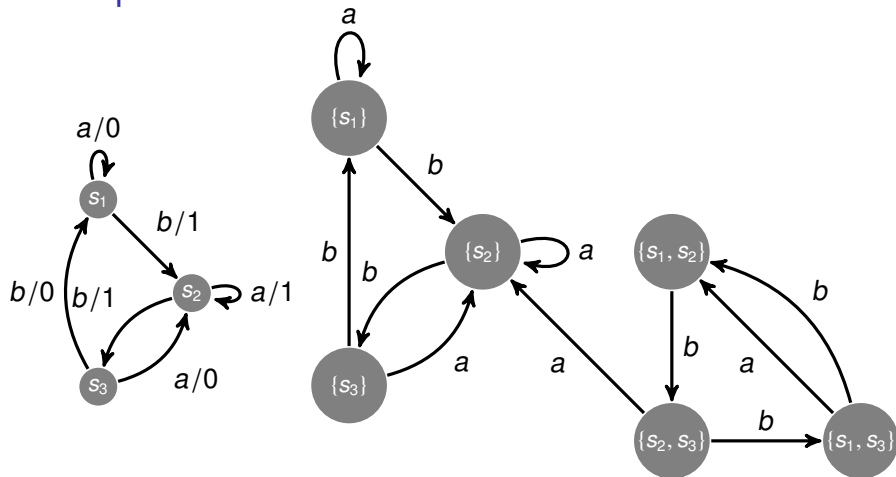 a
a/0
{s₁}
s₁
b
b/1
b
b
{s₂}
a
{s₁, s₂}
b
b/0
b/1
s₂
a/1
b
a
a
b
a/0
a
s₃
{s₃}
{s₂, s₃}
b
{s₁, s₃}